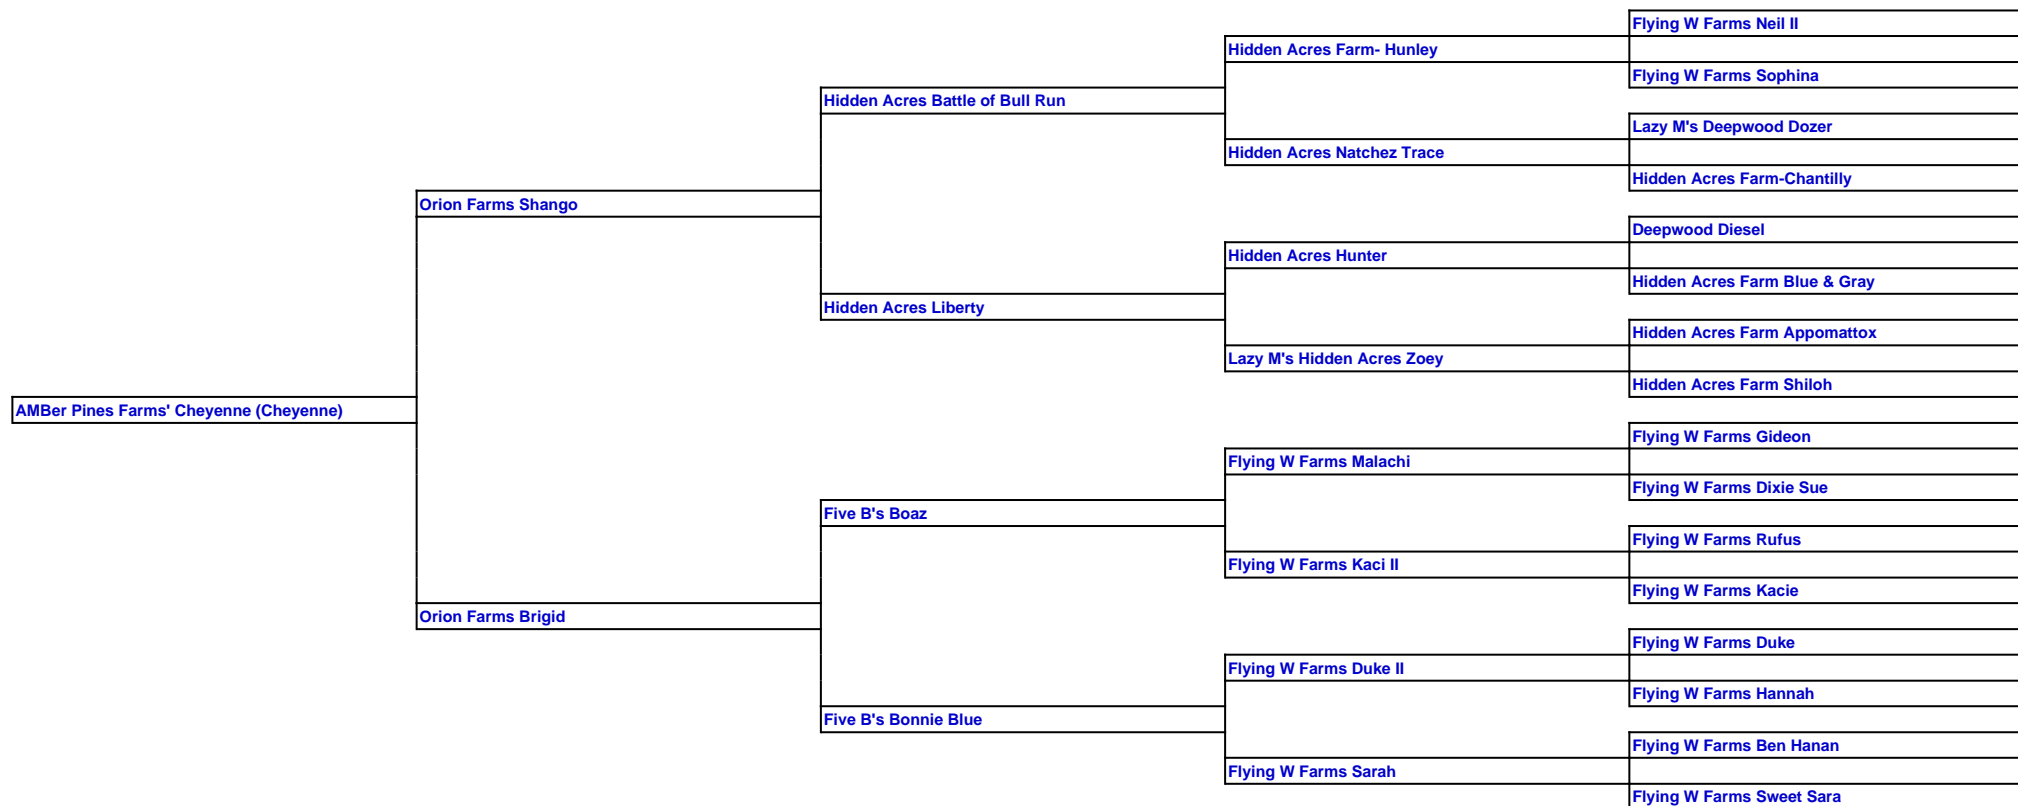 Flying W Farms Neil II
Hidden Acres Farm- Hunley
Flying W Farms Sophina
Hidden Acres Battle of Bull Run
Lazy M's Deepwood Dozer
Hidden Acres Natchez Trace
Hidden Acres Farm-Chantilly
Orion Farms Shango
Deepwood Diesel
Hidden Acres Hunter
Hidden Acres Farm Blue & Gray
Hidden Acres Liberty
Hidden Acres Farm Appomattox
Lazy M's Hidden Acres Zoey
Hidden Acres Farm Shiloh
AMBer Pines Farms' Cheyenne (Cheyenne)
Flying W Farms Gideon
Flying W Farms Malachi
Flying W Farms Dixie Sue
Five B's Boaz
Flying W Farms Rufus
Flying W Farms Kaci II
Flying W Farms Kacie
Orion Farms Brigid
Flying W Farms Duke
Flying W Farms Duke II
Flying W Farms Hannah
Five B's Bonnie Blue
Flying W Farms Ben Hanan
Flying W Farms Sarah
Flying W Farms Sweet Sara